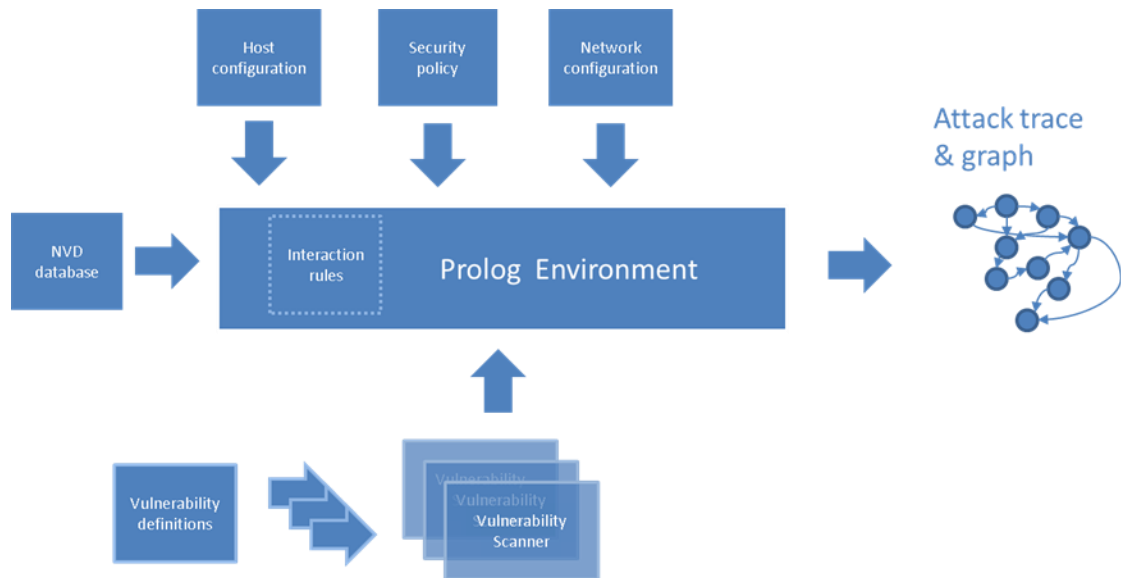 Host
configuration
Security
policy
Network
configuration
Attack trace
& graph
NVD
database
Interaction
rules
Prolog Environment
Vulnerability
definitions
Vulnerability
Vulnerability
Vulnerability
Scanner